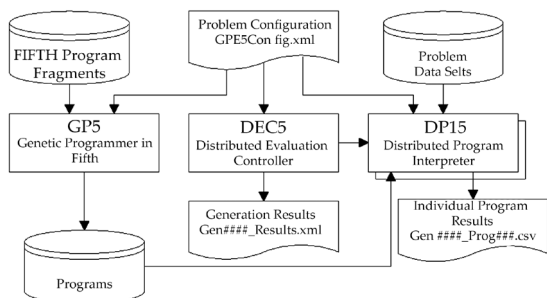 FIFTH Program
Fragments
Problem Configuration
GPE5Con fig.xml
Problem
Data Selts
GP5
Genetic Programmer in
Fifth
DEC5
Distributed Evaluation
Controller
DP15
Distributed Program
Interpreter
Generation Results
Gen####_Results.xml
Individual Program
Results
Gen ####_Prog###.csv
Programs